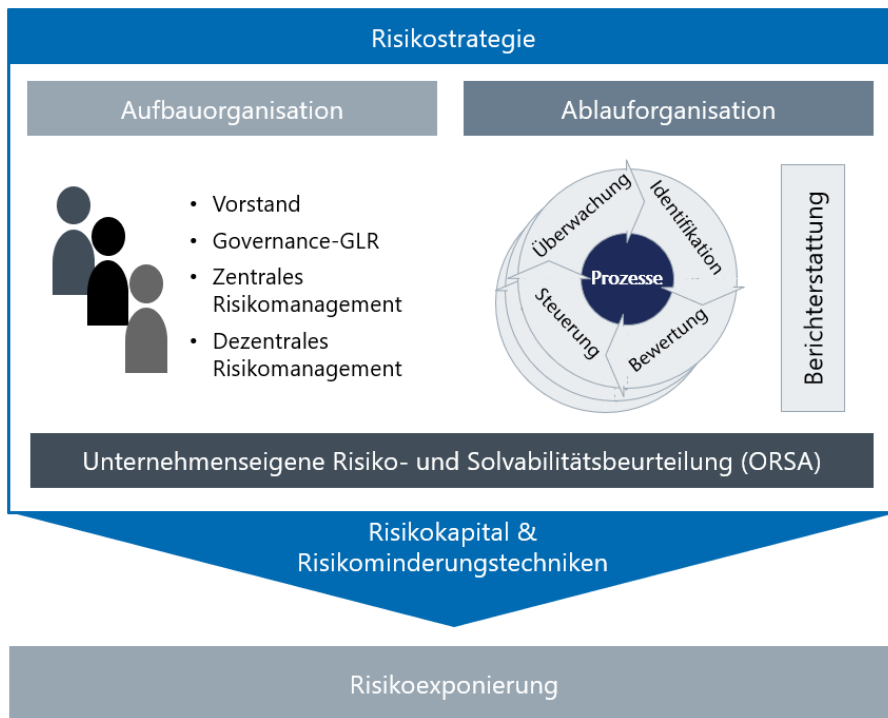 Risikostrategie
Aufbauorganisation
Ablauforganisation
• Vorstand
• Governance-GLR
• Zentrales
Risikomanagement
• Dezentrales
Risikomanagement
Überwachung
Identifikation
Prozesse
Steuerung
Bewertung
Berichterstattung
Unternehmenseigene Risiko- und Solvabilitätsbeurteilung (ORSA)
Risikokapital &
Risikominderungstechniken
Risikoexponierung